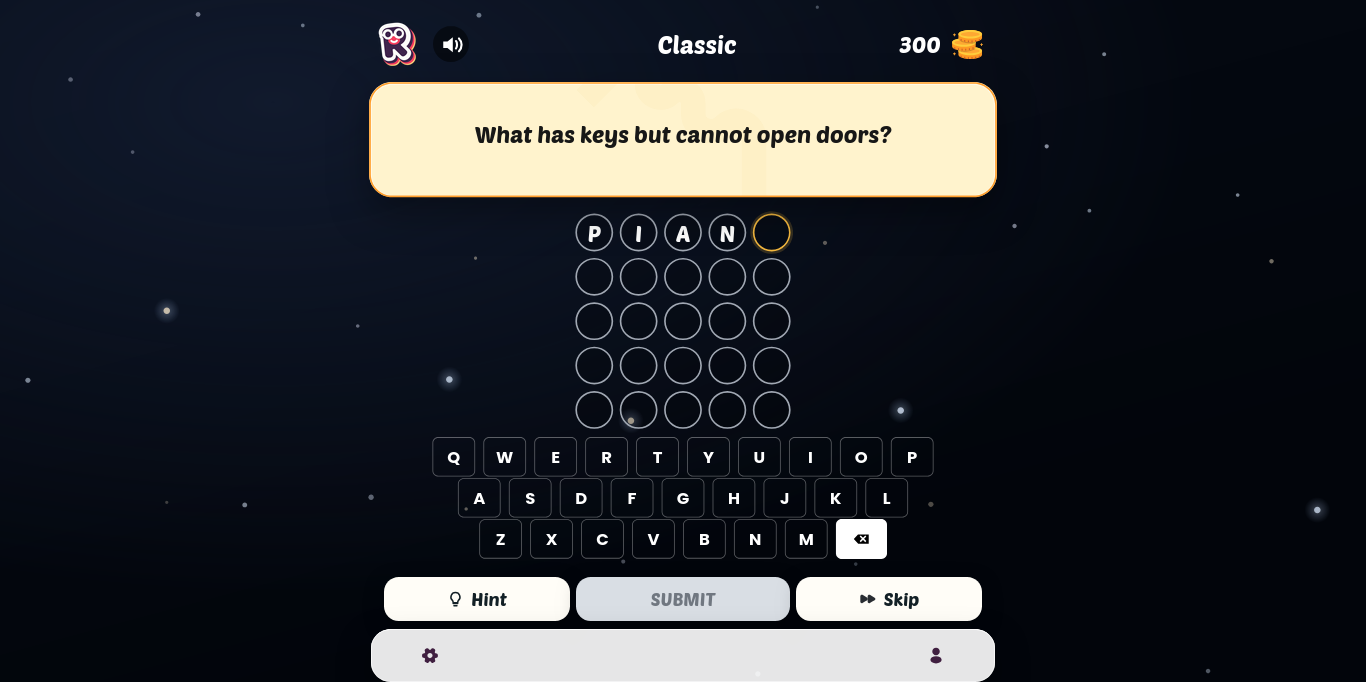 R
Classic
300
What has keys but cannot open doors?
P I A N
Q W E R T Y U I O P
A S D F G H J K L
Z X C V B N M
Hint SUBMIT Skip